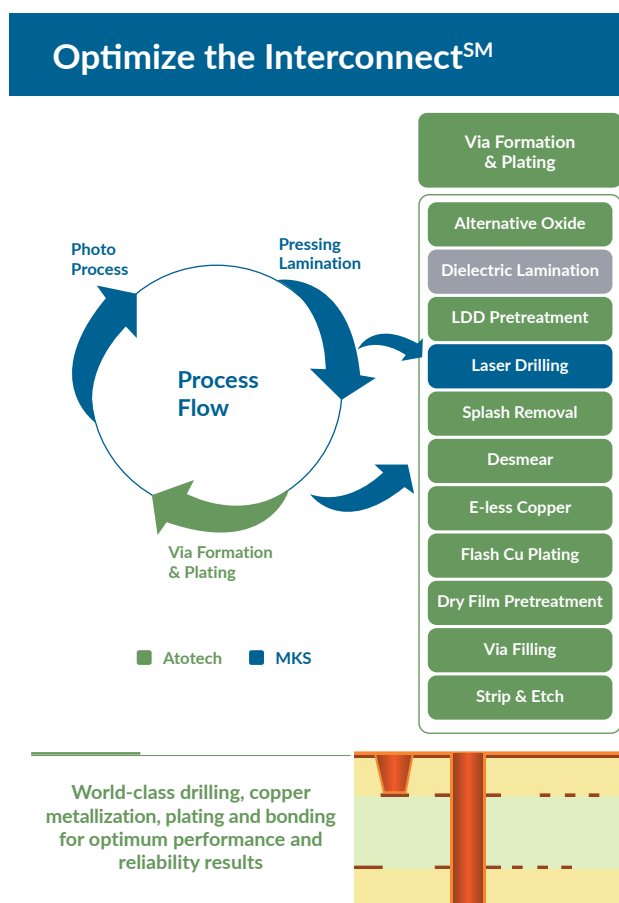 Optimize the Interconnect℠
Via Formation
& Plating
Alternative Oxide
Dielectric Lamination
LDD Pretreatment
Laser Drilling
Splash Removal
Desmear
E-less Copper
Flash Cu Plating
Dry Film Pretreatment
Via Filling
Strip & Etch
Photo
Process
Pressing
Lamination
Process
Flow
Via Formation
& Plating
Atotech
MKS
World-class drilling, copper
metallization, plating and bonding
for optimum performance and
reliability results